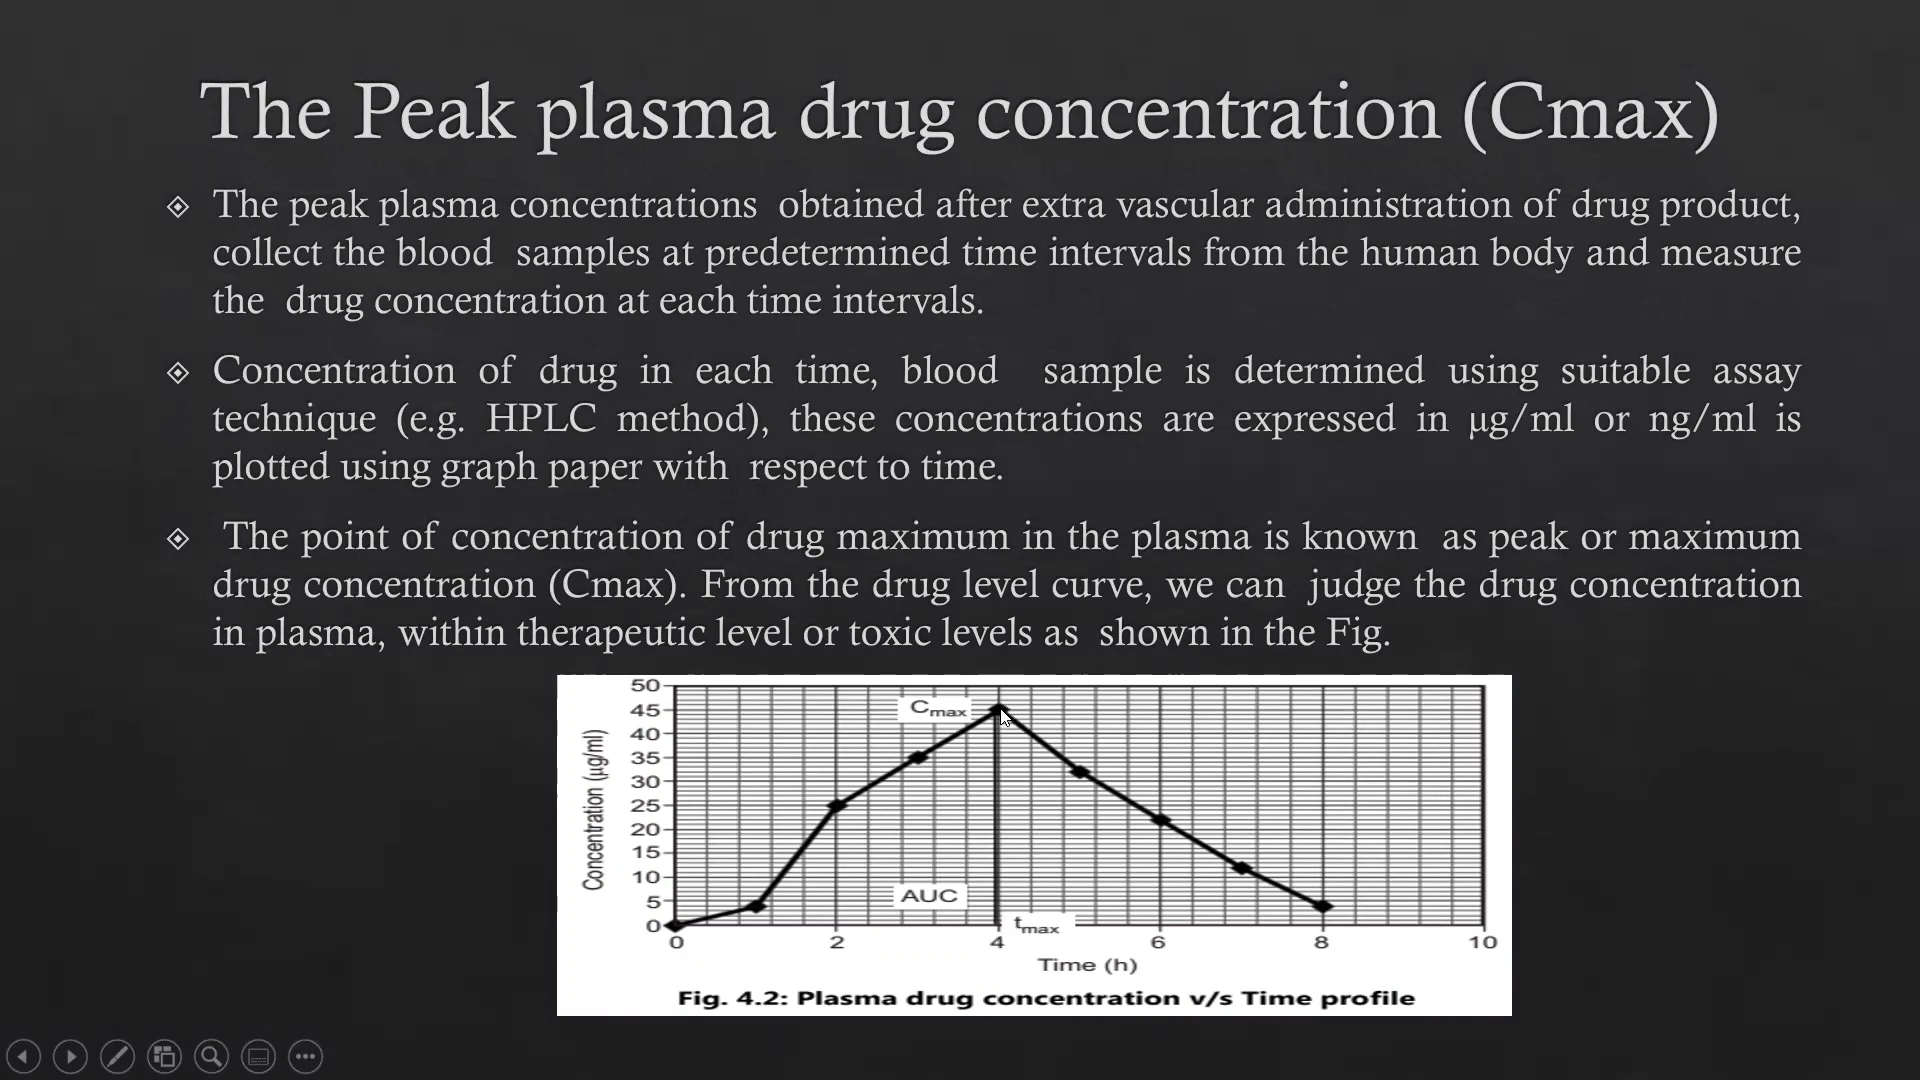 The Peak plasma drug concentration (Cmax)
The peak plasma concentrations obtained after extra vascular administration of drug product,
collect the blood samples at predetermined time intervals from the human body and measure
the drug concentration at each time intervals.
Concentration of drug in each time, blood sample is determined using suitable assay
technique (e.g. HPLC method), these concentrations are expressed in µg/ml or ng/ml is
plotted using graph paper with respect to time.
The point of concentration of drug maximum in the plasma is known as peak or maximum
drug concentration (Cmax). From the drug level curve, we can judge the drug concentration
in plasma, within therapeutic level or toxic levels as shown in the Fig.
50
45
40
35
30
25
20
15
10
5
0
Concentration (µg/ml)
Cmax
AUC
tmax
0 2 4 6 8 10
Time (h)
Fig. 4.2: Plasma drug concentration v/s Time profile